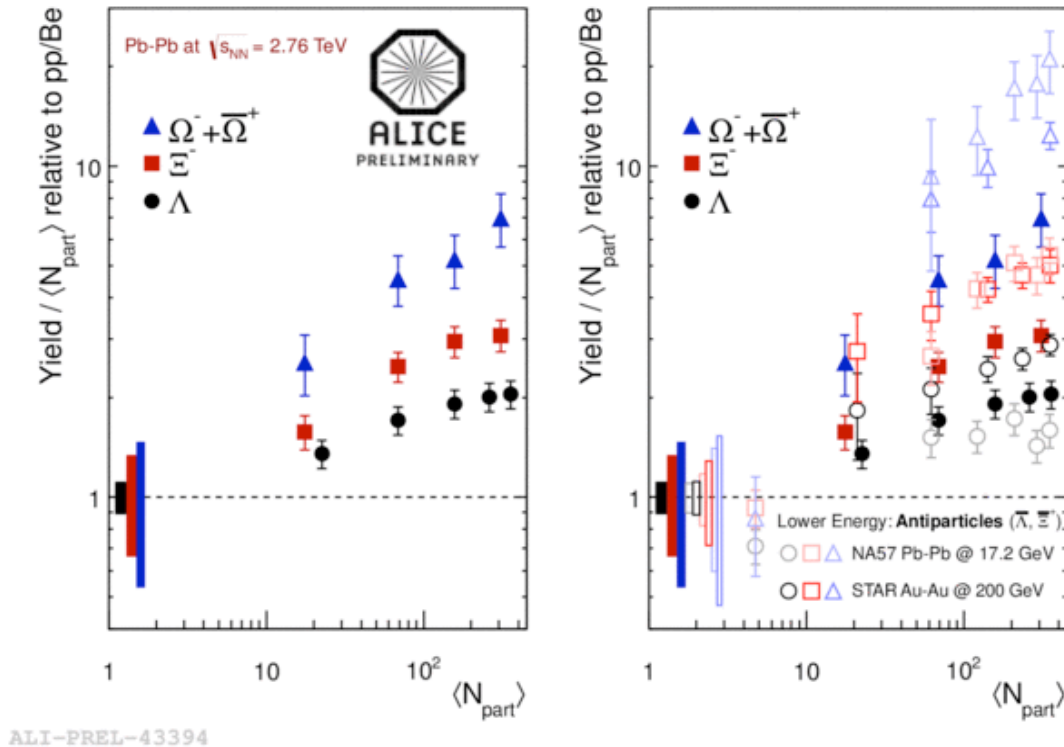 Pb-Pb at √s_NN = 2.76 TeV
ALICE
PRELIMINARY
Ω⁻+Ω̅⁺
Ξ⁻
Λ
Yield / ⟨N_part⟩ relative to pp/Be
10
1
1
10
10²
⟨N_part⟩
Yield / ⟨N_part⟩ relative to pp/Be
Ω⁻+Ω̅⁺
Ξ⁻
Λ
10
1
Lower Energy: Antiparticles (Λ̅, Ξ̅)
NA57 Pb-Pb @ 17.2 GeV
STAR Au-Au @ 200 GeV
1
10
10²
⟨N_part⟩
ALI-PREL-43394